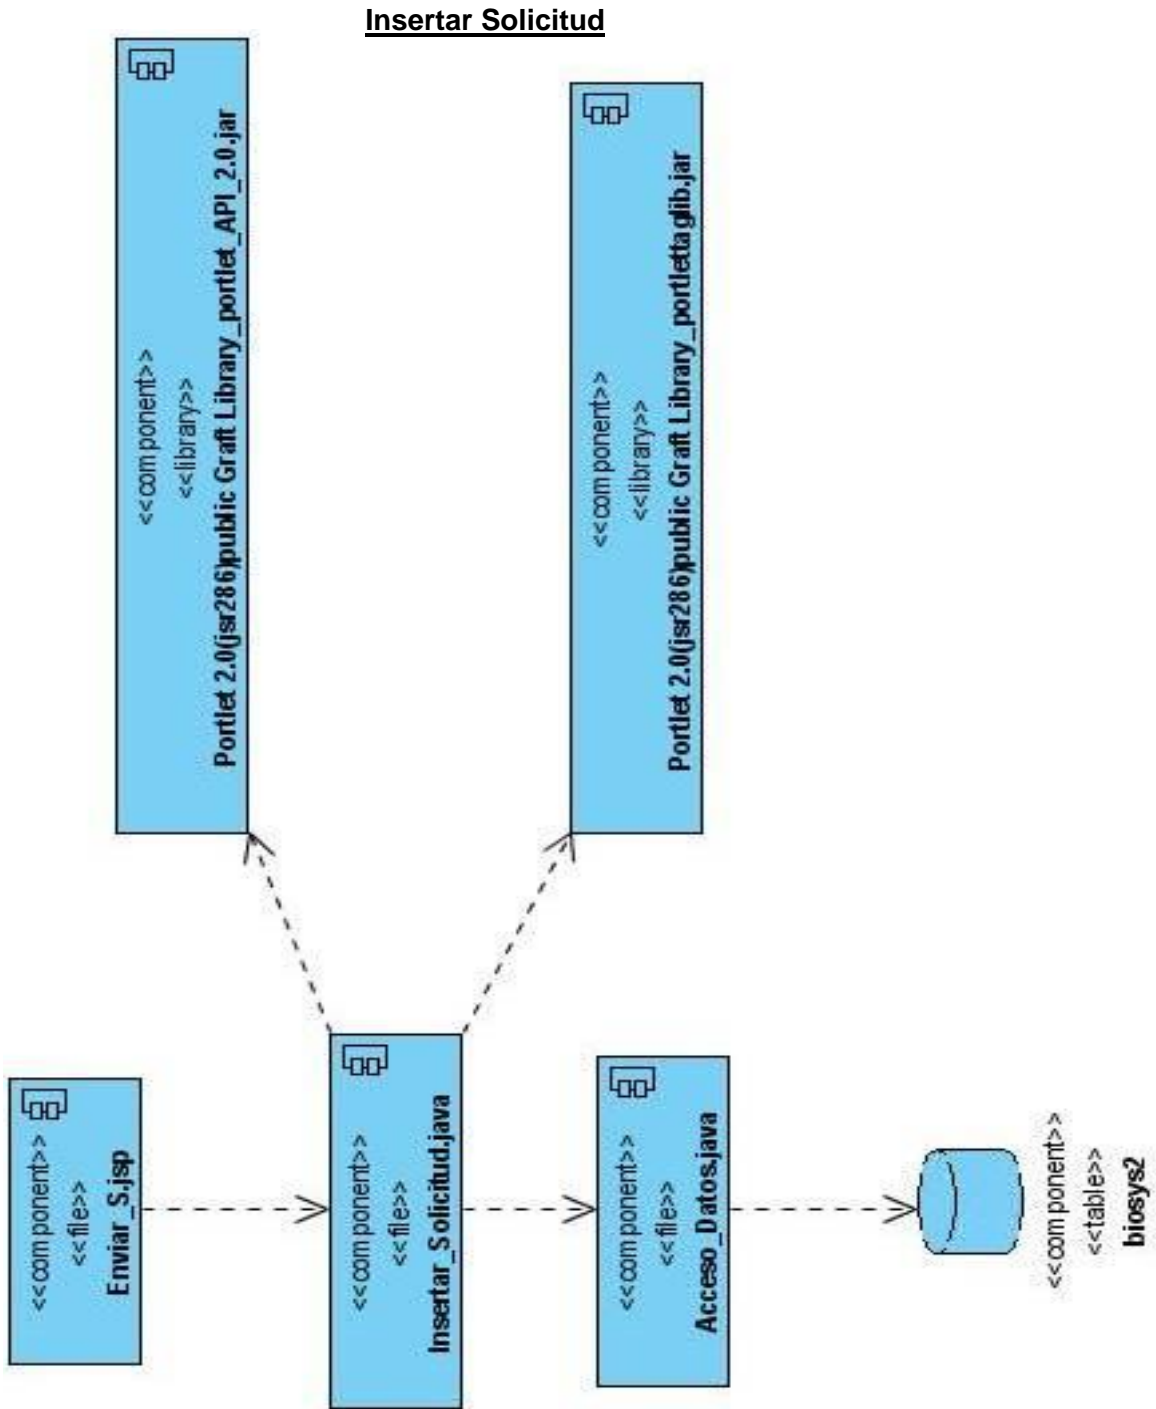 Insertar Solicitud
<<component>>
<<library>>
Portlet 2.0(jsr286)public Graft Library_portlet_API_2.0.jar
<<component>>
<<library>>
Portlet 2.0(jsr286)public Graft Library_portlettaglib.jar
<<component>>
<<file>>
Enviar_S.jsp
<<component>>
<<file>>
Insertar_Solicitud.java
<<component>>
<<file>>
Acceso_Datos.java
<<component>>
<<table>>
biosys2